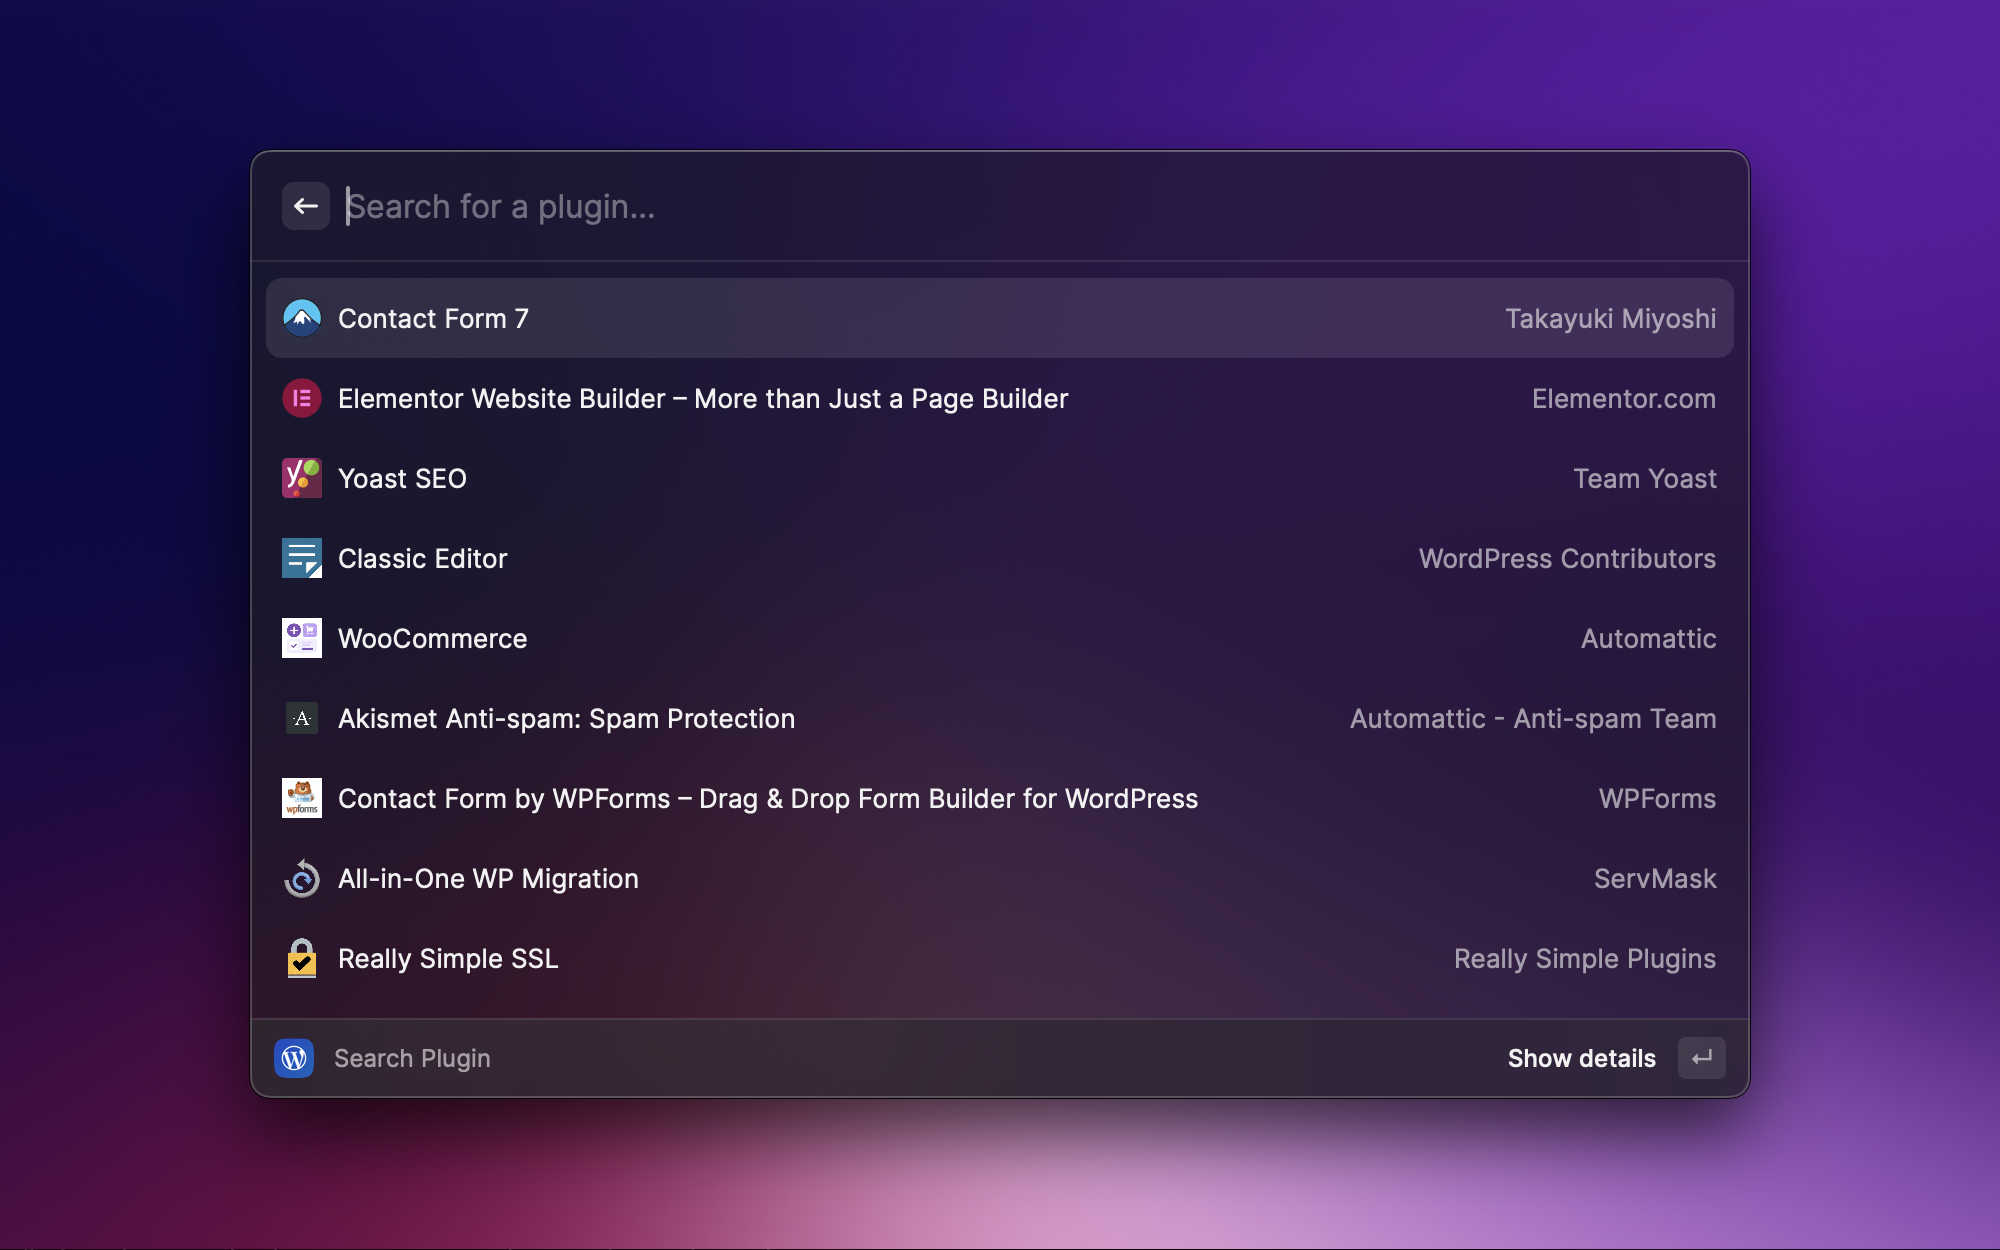 Search for a plugin...
Contact Form 7 Takayuki Miyoshi
Elementor Website Builder – More than Just a Page Builder Elementor.com
Yoast SEO Team Yoast
Classic Editor WordPress Contributors
WooCommerce Automattic
A Akismet Anti-spam: Spam Protection Automattic - Anti-spam Team
wpforms Contact Form by WPForms – Drag & Drop Form Builder for WordPress WPForms
All-in-One WP Migration ServMask
Really Simple SSL Really Simple Plugins
Search Plugin Show details